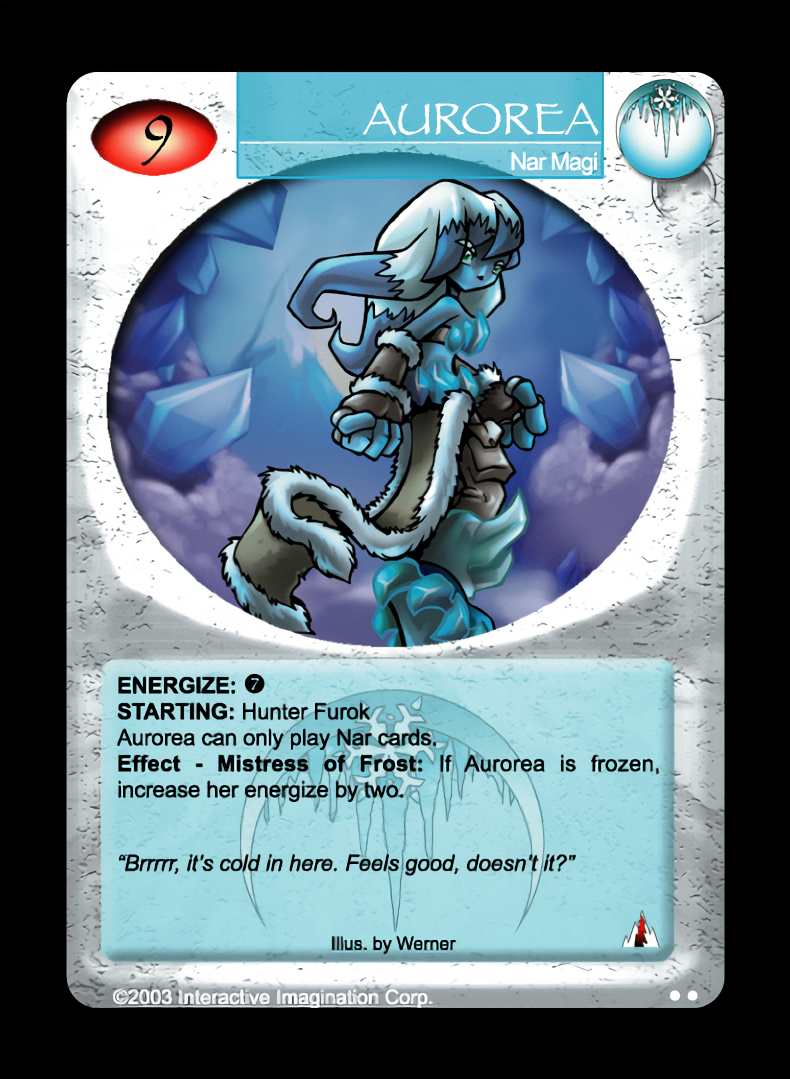 9
AUROREA
Nar Magi
ENERGIZE: 7
STARTING: Hunter Furok
Aurorea can only play Nar cards.
Effect - Mistress of Frost: If Aurorea is frozen,
increase her energize by two.
“Brrrrr, it's cold in here. Feels good, doesn't it?”
Illus. by Werner
©2003 Interactive Imagination Corp.